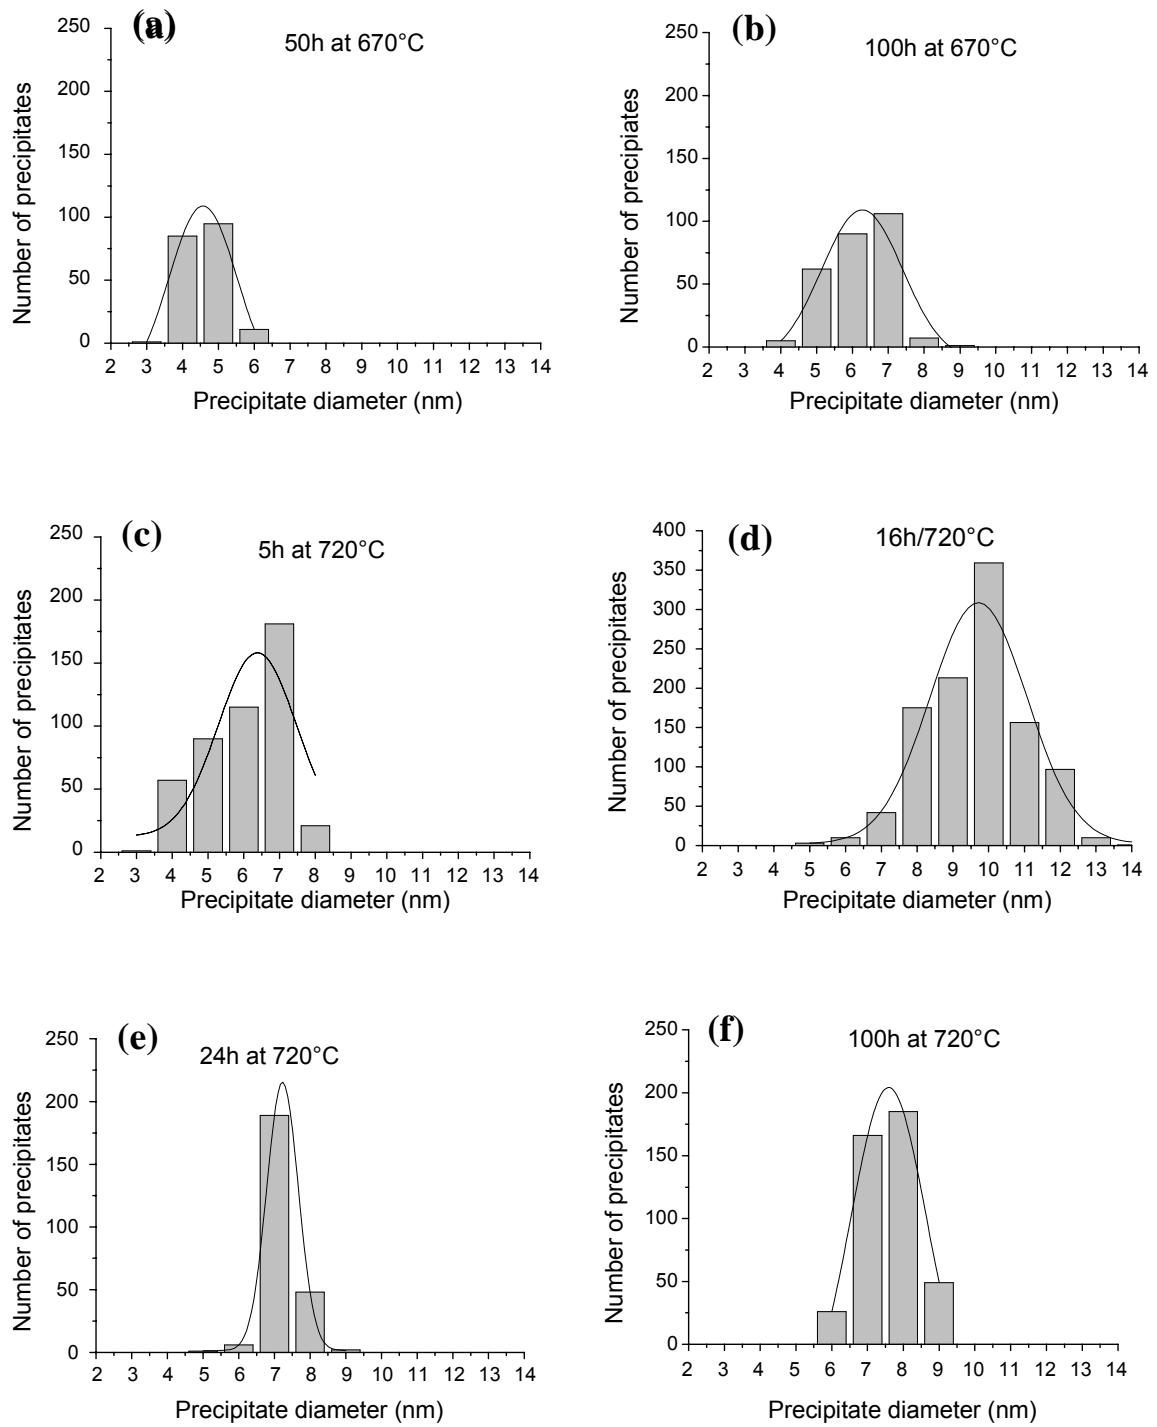 (a)
50h at 670°C
250
200
150
100
50
0
2 3 4 5 6 7 8 9 10 11 12 13 14
Number of precipitates
Precipitate diameter (nm)
(b)
100h at 670°C
250
200
150
100
50
0
2 3 4 5 6 7 8 9 10 11 12 13 14
Number of precipiates
Precipitate diameter (nm)
(c)
5h at 720°C
250
200
150
100
50
0
2 3 4 5 6 7 8 9 10 11 12 13 14
Number of precipitates
Precipitate diameter (nm)
(d)
16h/720°C
400
350
300
250
200
150
100
50
0
2 3 4 5 6 7 8 9 10 11 12 13 14
Number of precipitates
Precipitate diameter (nm)
(e)
24h at 720°C
250
200
150
100
50
0
2 3 4 5 6 7 8 9 10 11 12 13 14
Number of precipitates
Precipitate diameter (nm)
(f)
100h at 720°C
250
200
150
100
50
0
2 3 4 5 6 7 8 9 10 11 12 13 14
Number of precipitates
Precipitate diameter (nm)